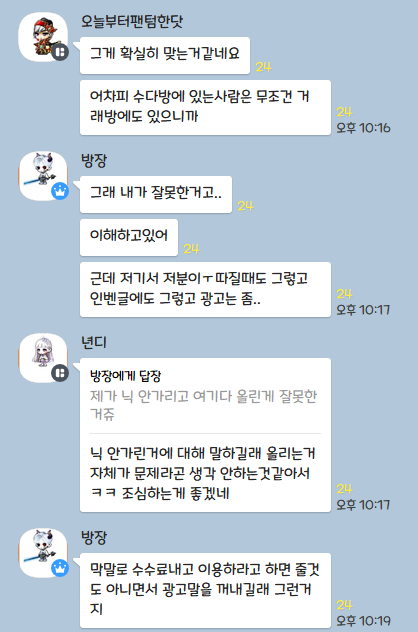 오늘부터팬텀한닷
그게 확실히 맞는거같네요
24
어차피 수다방에 있는사람은 무조건 거
래방에도 있으니까
24
오후 10:16
방장
그래 내가 잘못한거고..
24
이해하고있어
24
근데 저기서 저분이ㅜ따질때도 그렇고
인벤글에도 그렇고 광고는 좀..
24
오후 10:17
년디
방장에게 답장
제가 닉 안가리고 여기다 올린게 잘못한
거쥬
닉 안가린거에 대해 말하길래 올리는거
자체가 문제라곤 생각 안하는것같아서
ㅋㅋ 조심하는게 좋겠네
24
오후 10:17
방장
막말로 수수료내고 이용하라고 하면 줄것
도 아니면서 광고말을 꺼내길래 그런거
지
24
오후 10:19